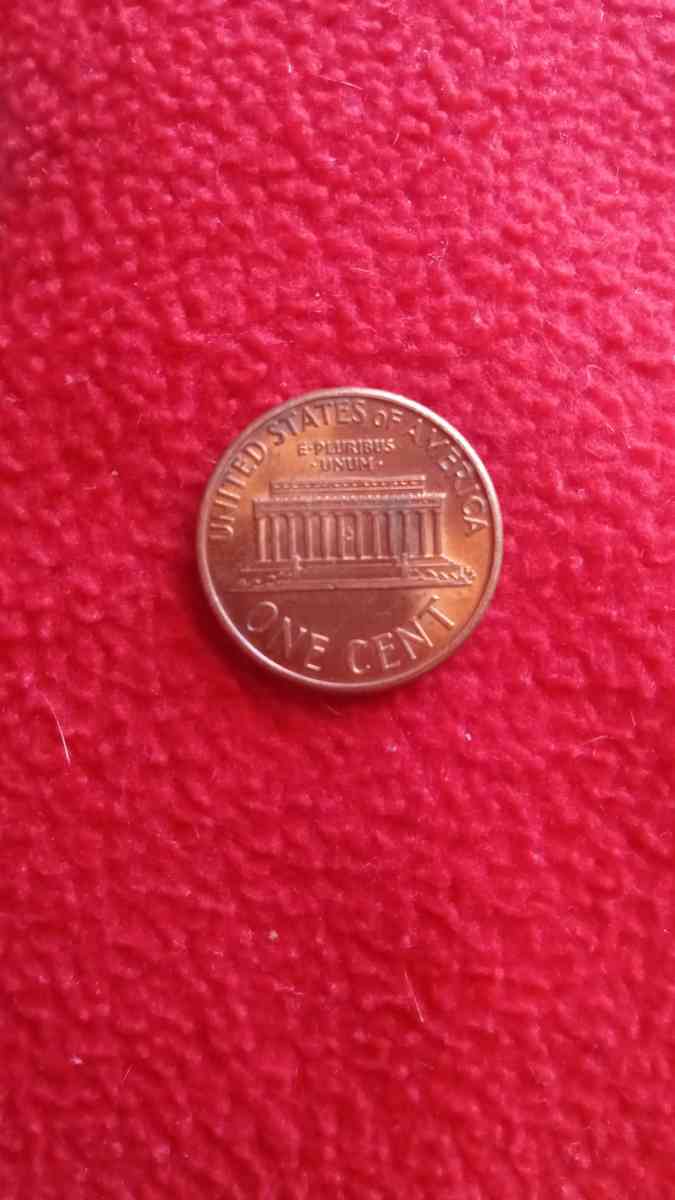 UNITED STATES OF AMERICA
E·PLURIBUS
·UNUM·
ONE CENT